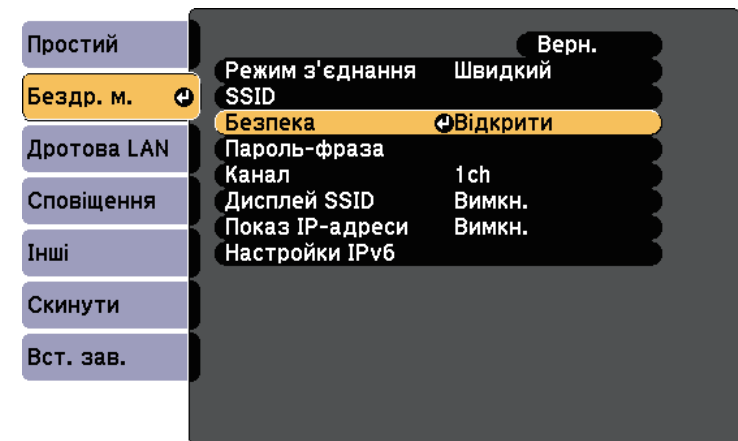 Простий
Бездр. м.
Дротова LAN
Сповіщення
Інші
Скинути
Вст. зав.
Верн.
Режим з'єднання Швидкий
SSID
Безпека Відкрити
Пароль-фраза
Канал 1ch
Дисплей SSID Вимкн.
Показ IP-адреси Вимкн.
Настройки IPv6